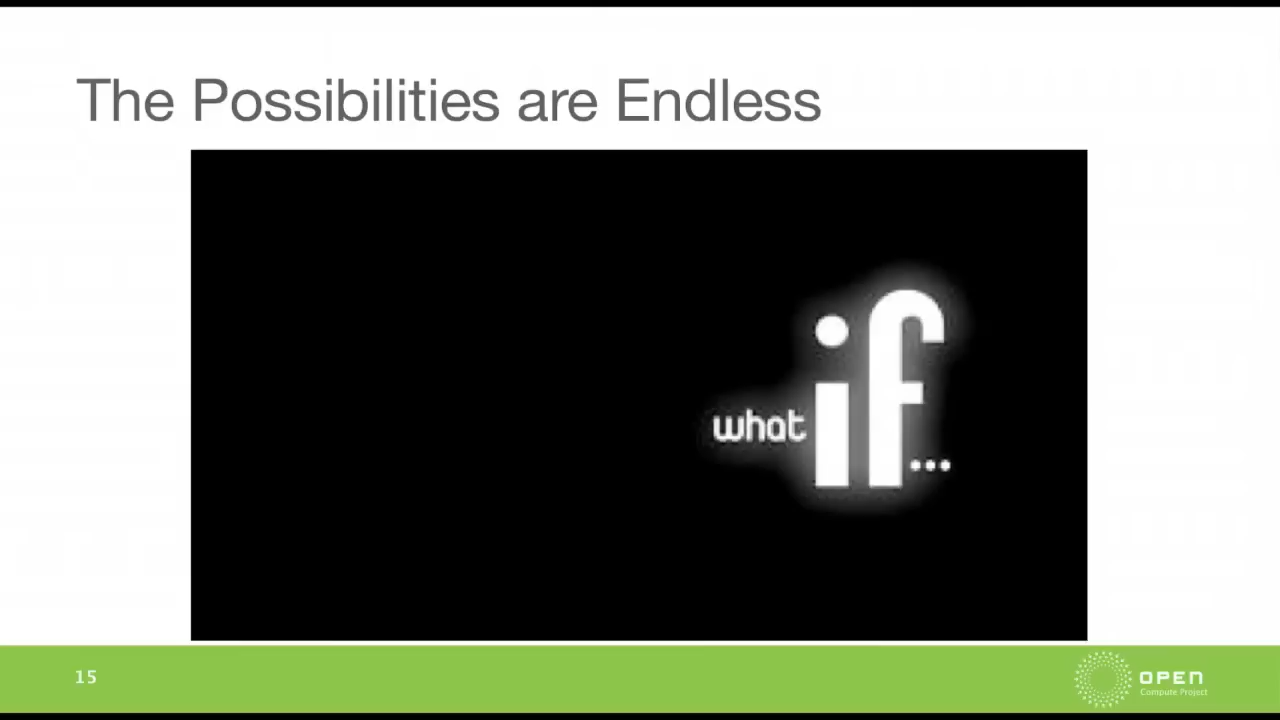 The Possibilities are Endless
what if...
15
OPEN
Compute Project